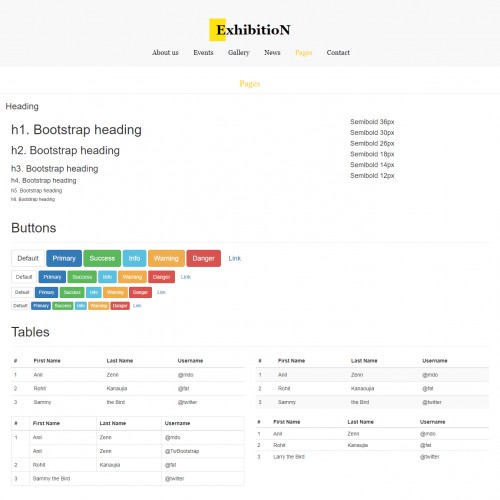 ExhibitioN
About us Events Gallery News Pages Contact
Pages
Heading
h1. Bootstrap heading
h2. Bootstrap heading
h3. Bootstrap heading
h4. Bootstrap heading
h5. Bootstrap heading
h6. Bootstrap heading
Semibold 36px
Semibold 30px
Semibold 26px
Semibold 18px
Semibold 14px
Semibold 12px
Buttons
Default Primary Success Info Warning Danger Link
Default Primary Success Info Warning Danger Link
Default Primary Success Info Warning Danger Link
Default Primary Success Info Warning Danger Link
Tables
# First Name Last Name Username
1 Anil Zenn @mdo
2 Rohit Kanaujia @fat
3 Sammy the Bird @twitter
# First Name Last Name Username
1 Anil Zenn @mdo
2 Rohit Kanaoujia @fat
3 Sammy the Bird @twitter
# First Name Last Name Username
1 Anil Zenn @mdo
Anil Zenn @TwBootstrap
2 Rohit Kanaujia @fat
3 Sammy the Bird @twitter
# First Name Last Name Username
1 Anil Zenn @mdo
2 Rohit Kanaujia @fat
3 Larry the Bird @twitter